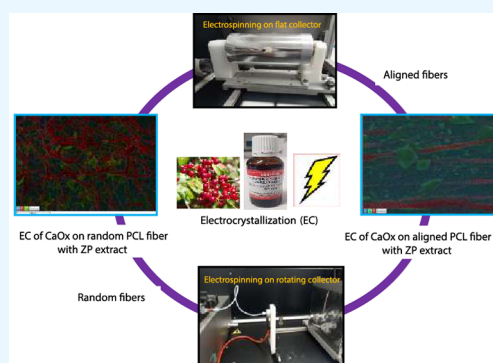 Electrospinning on flat collector
Aligned fibers
EC of CaOx on random PCL fiber
with ZP extract
Electrocrystallization (EC)
EC of CaOx on aligned PCL fiber
with ZP extract
Random fibers
Electrospinning on rotating collector